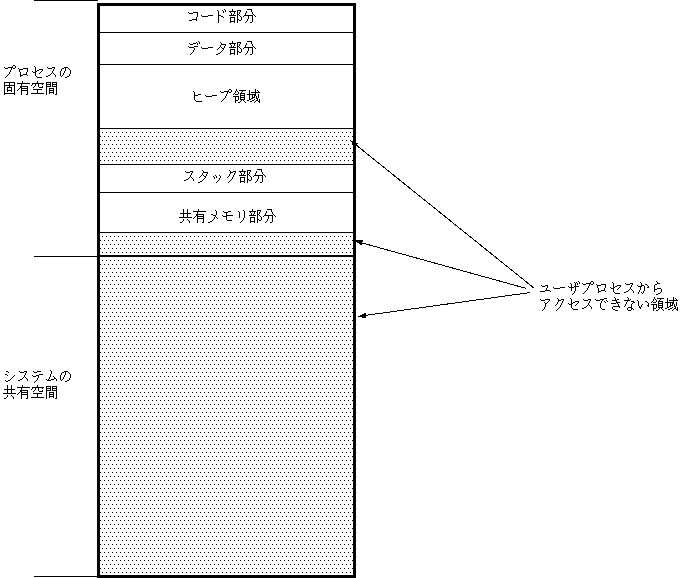 コード部分
データ部分
プロセスの
固有空間
ヒープ領域
スタック部分
共有メモリ部分
ユーザプロセスから
アクセスできない領域
システムの
共有空間